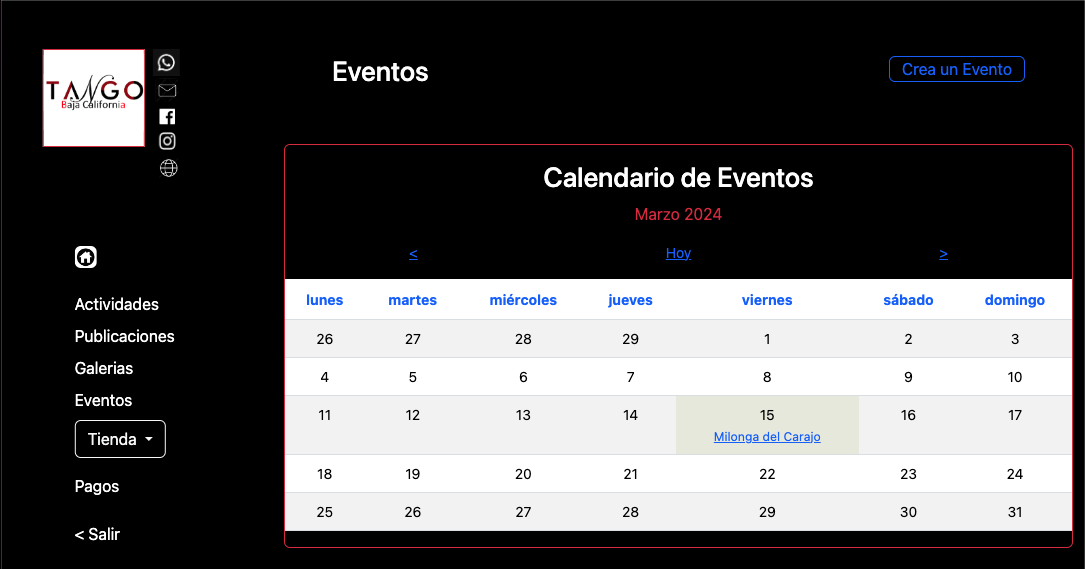 TANGO
Baja California
Eventos
Crea un Evento
Actividades
Publicaciones
Galerias
Eventos
Tienda
Pagos
< Salir
Calendario de Eventos
Marzo 2024
< Hoy >
lunes martes miércoles jueves viernes sábado domingo
26 27 28 29 1 2 3
4 5 6 7 8 9 10
11 12 13 14 15 16 17
Milonga del Carajo
18 19 20 21 22 23 24
25 26 27 28 29 30 31